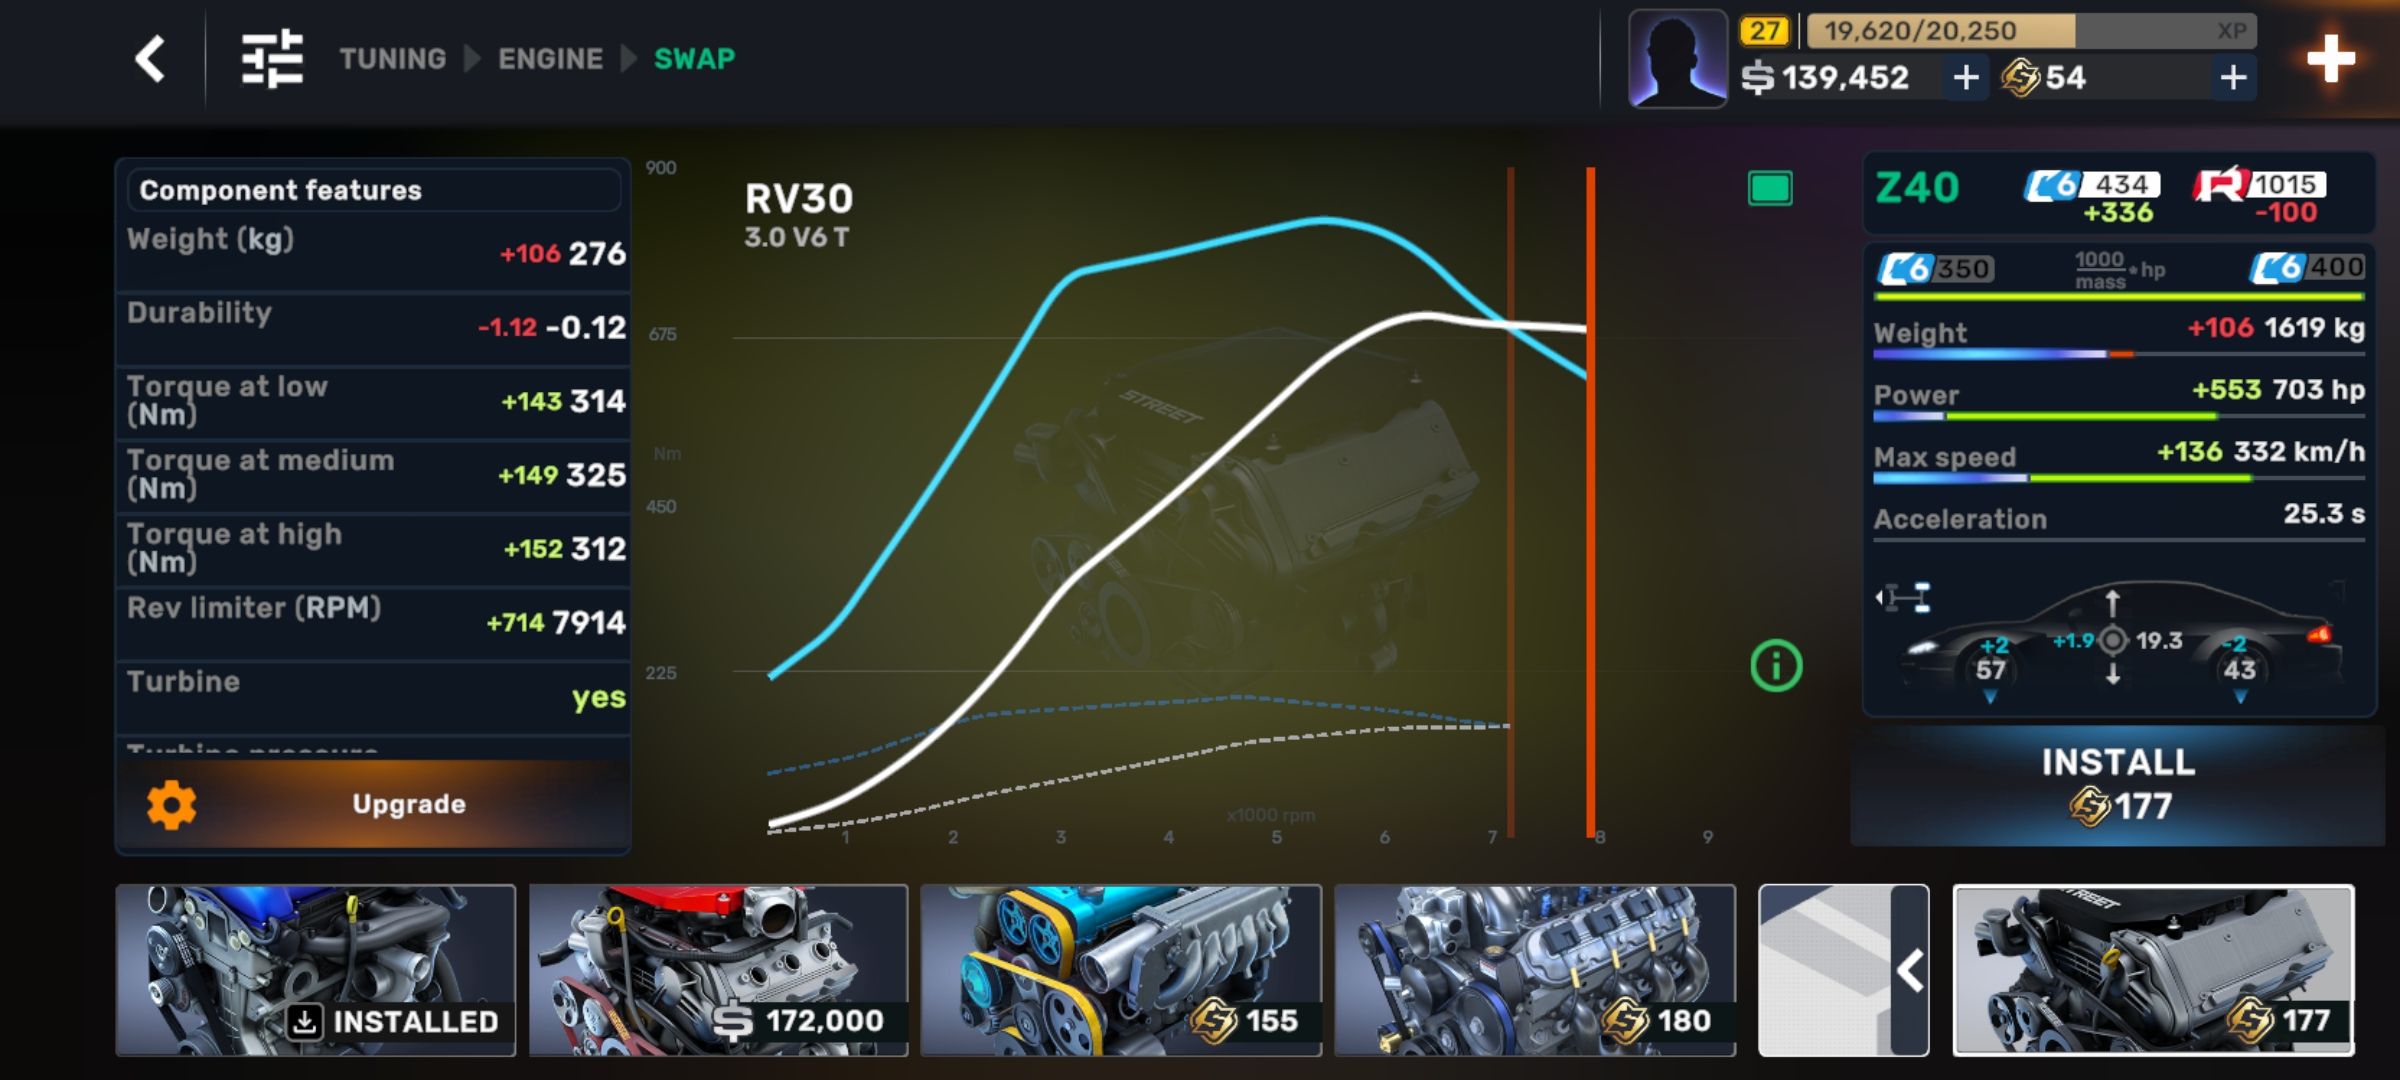 TUNING ENGINE SWAP
27 19,620/20,250 XP
139,452 + 54 +
Component features
Weight (kg) +106 276
Durability -1.12 -0.12
Torque at low (Nm) +143 314
Torque at medium (Nm) +149 325
Torque at high (Nm) +152 312
Rev limiter (RPM) +714 7914
Turbine yes
Turbine pressure
Upgrade
RV30
3.0 V6 T
900
675
Nm
450
225
x1000 rpm
1 2 3 4 5 6 7 8 9
STREET
Z40 C6 434 R 1015
+336 -100
C6 350 1000/mass * hp C6 400
Weight +106 1619 kg
Power +553 703 hp
Max speed +136 332 km/h
Acceleration 25.3 s
+2 +1.9 19.3 -2
57 43
INSTALL
177
INSTALLED
172,000
155
180
STREET
177